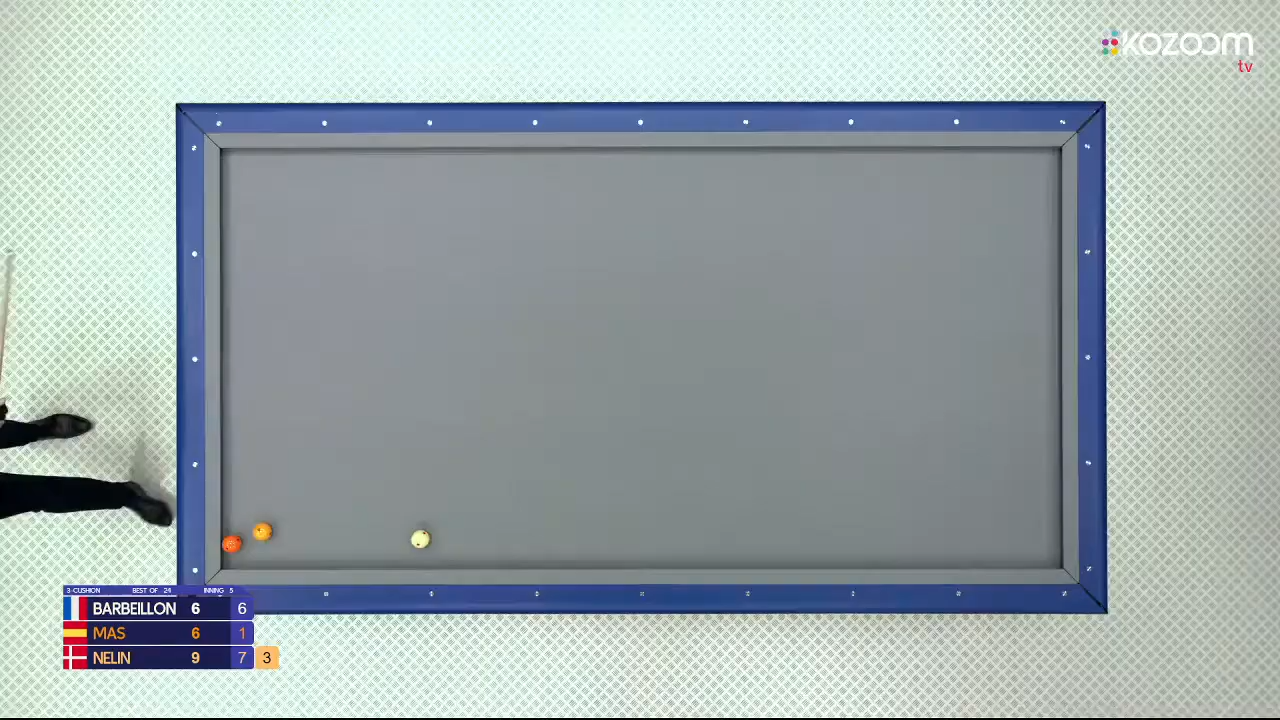 kozoom
tv
3 CUSHION BEST OF 24 INNING 5
BARBEILLON 6 6
MAS 6 1
NELIN 9 7 3